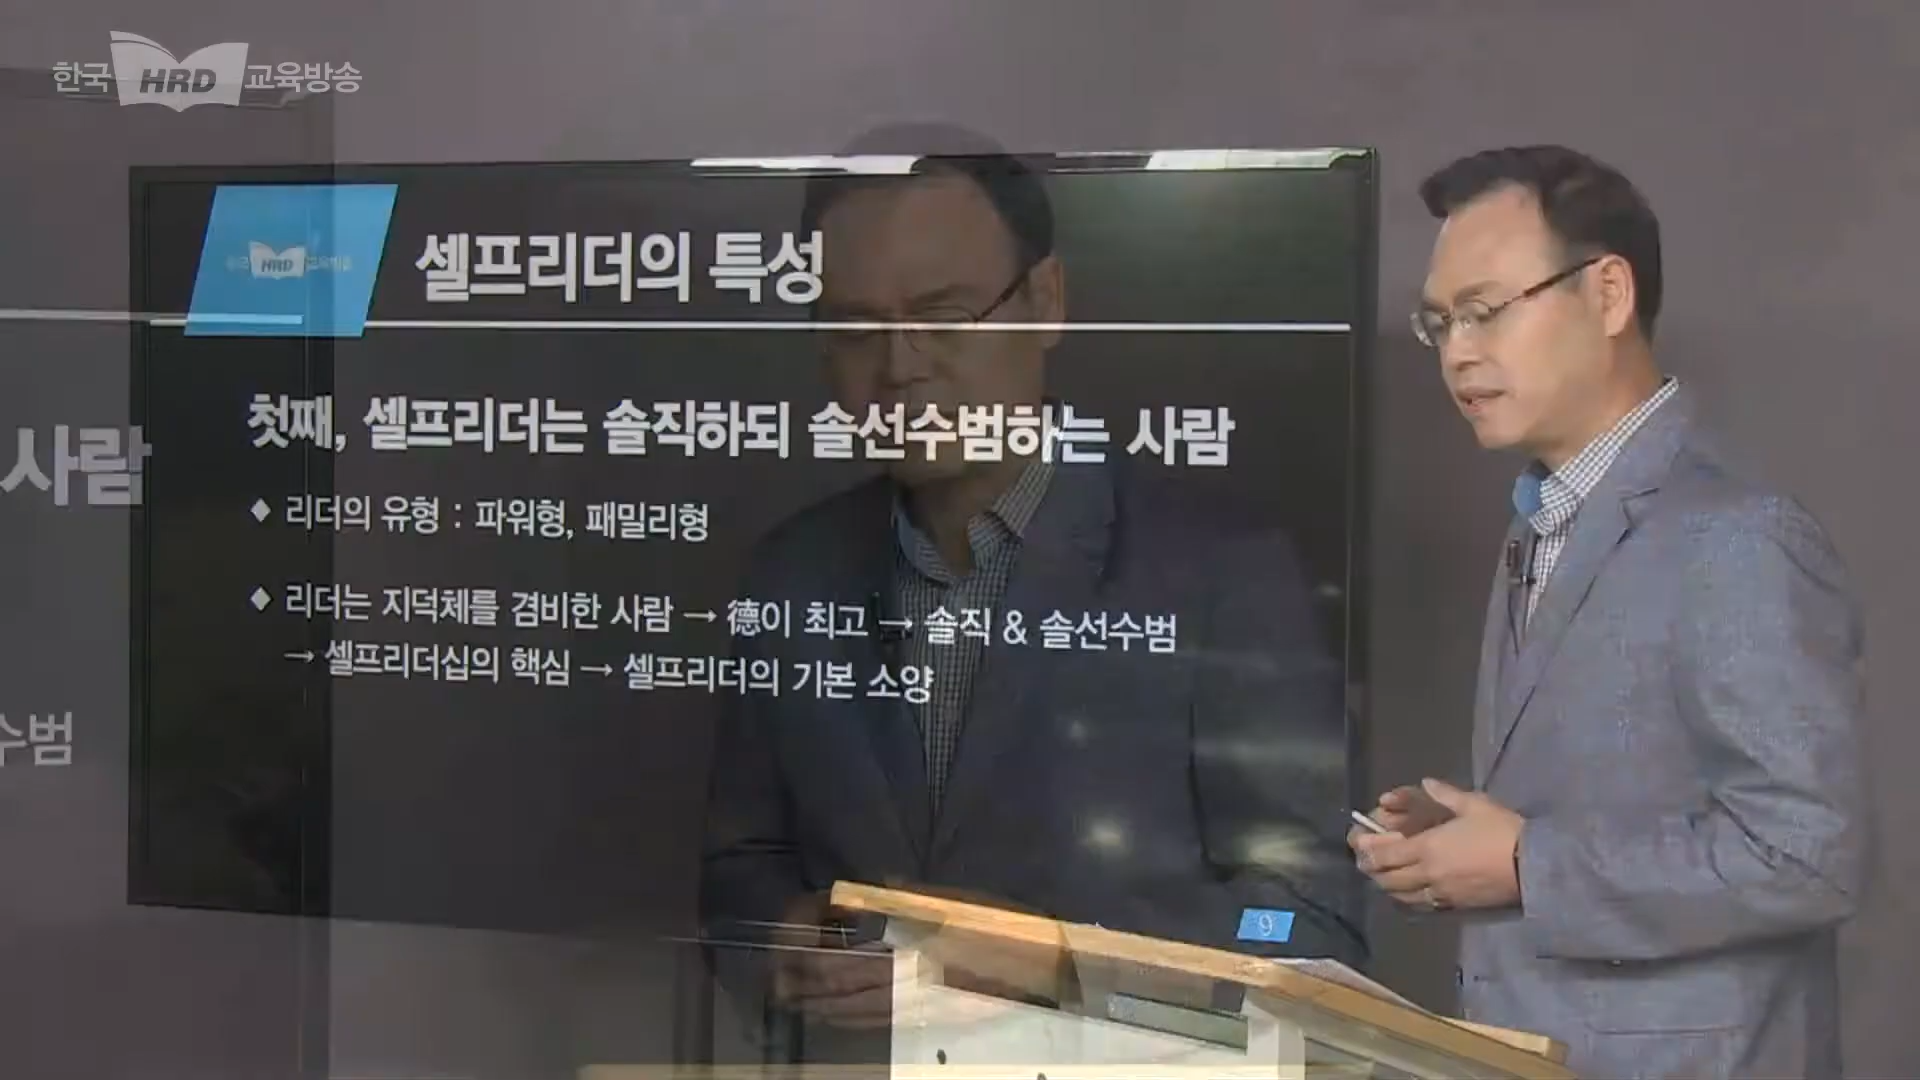 한국 HRD 교육방송
HRD
셀프리더의 특성
첫째, 셀프리더는 솔직하되 솔선수범하는 사람
◆ 리더의 유형 : 파워형, 패밀리형
◆ 리더는 지덕체를 겸비한 사람 → 德이 최고 → 솔직 & 솔선수범
→ 셀프리더십의 핵심 → 셀프리더의 기본 소양
사람
수범
9